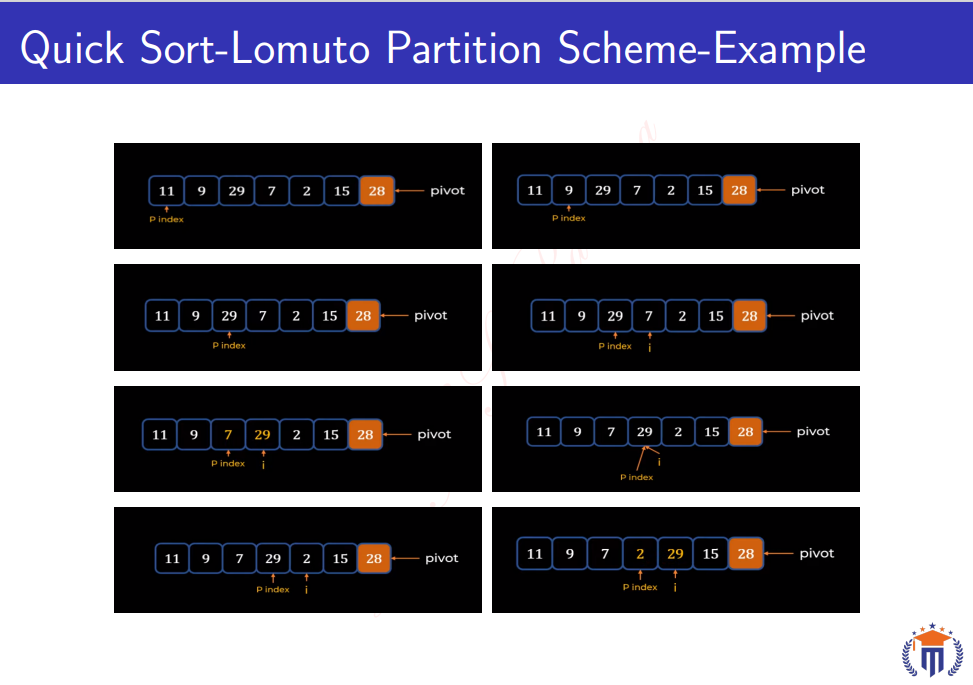 Quick Sort-Lomuto Partition Scheme-Example
11 9 29 7 2 15 28 pivot
P index
11 9 29 7 2 15 28 pivot
P index
11 9 29 7 2 15 28 pivot
P index
11 9 29 7 2 15 28 pivot
P index i
11 9 7 29 2 15 28 pivot
P index i
11 9 7 29 2 15 28 pivot
i
P index
11 9 7 29 2 15 28 pivot
P index i
11 9 7 2 29 15 28 pivot
P index i